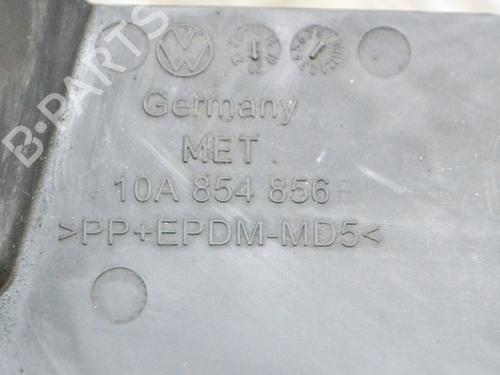 B-PARTS
Germany
MET
10A 854 856
>PP+EPDM-MD5<